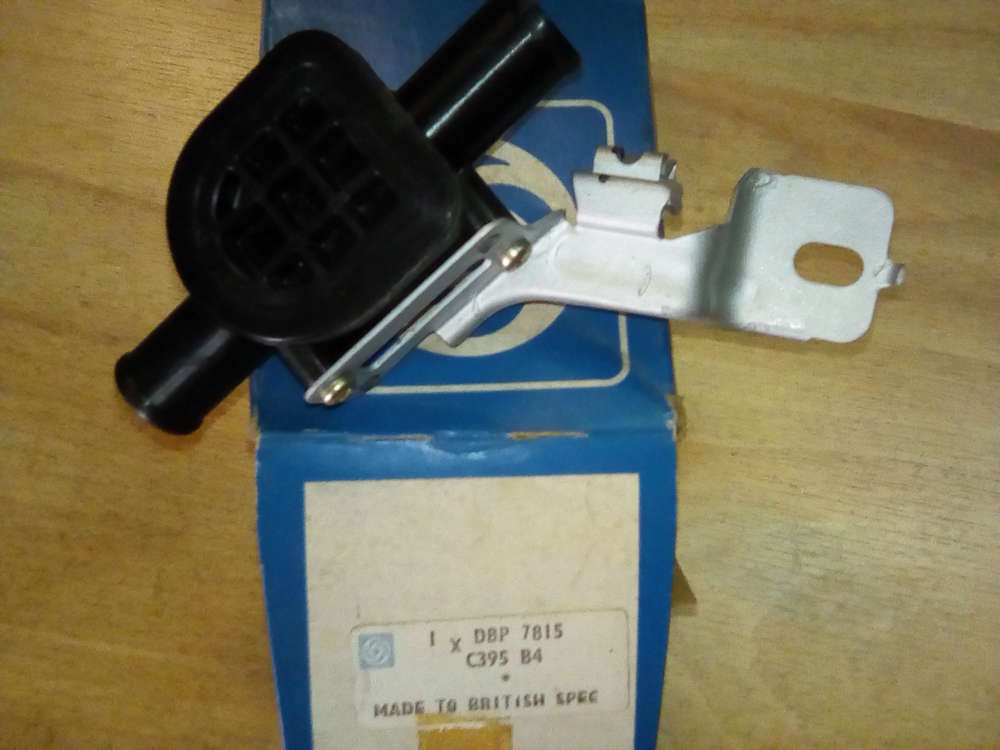 1 x DBP 7815
C395 B4
MADE TO BRITISH SPEC